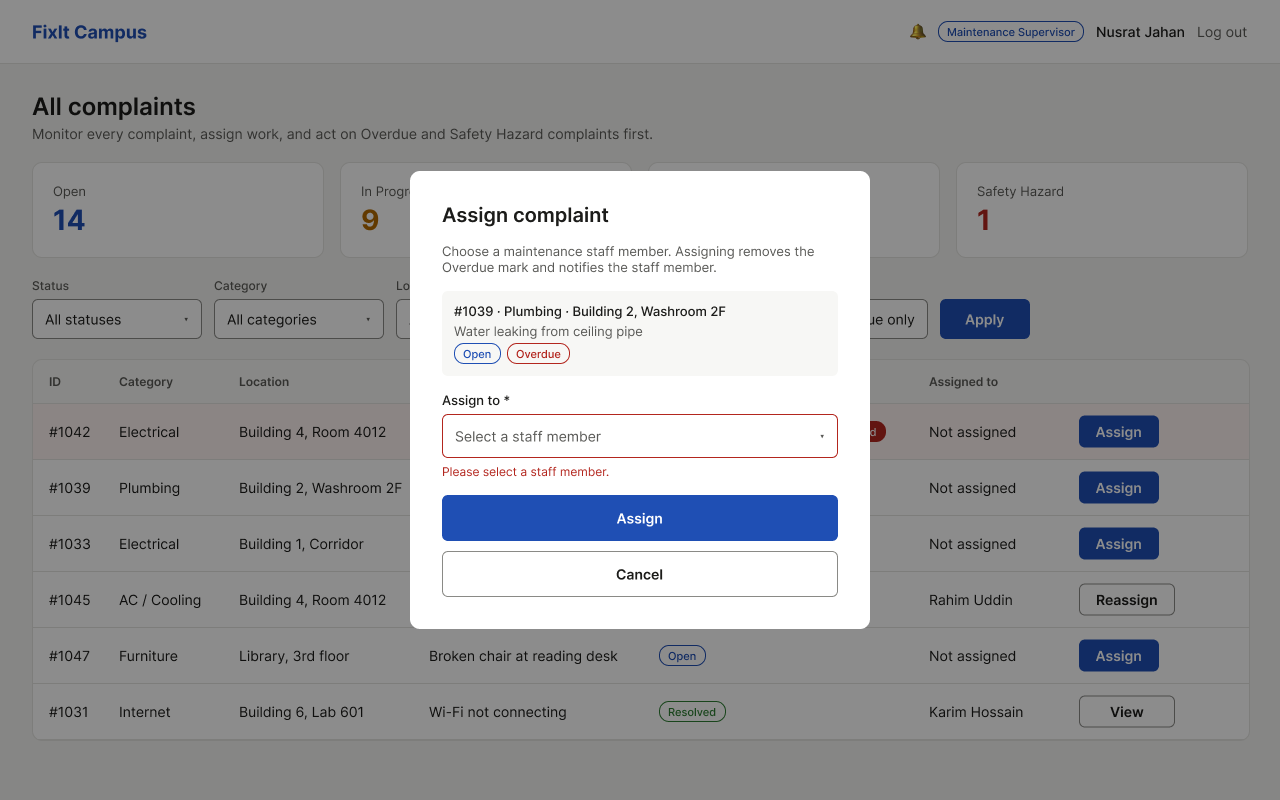 FixIt Campus
🔔 Maintenance Supervisor Nusrat Jahan Log out
All complaints
Monitor every complaint, assign work, and act on Overdue and Safety Hazard complaints first.
Open
14
In Progr
9
Safety Hazard
1
Status
All statuses
Category
All categories
Lo
ue only
Apply
ID Category Location Assigned to
#1042 Electrical Building 4, Room 4012 d Not assigned Assign
#1039 Plumbing Building 2, Washroom 2F Not assigned Assign
#1033 Electrical Building 1, Corridor Not assigned Assign
#1045 AC / Cooling Building 4, Room 4012 Rahim Uddin Reassign
#1047 Furniture Library, 3rd floor Broken chair at reading desk Open Not assigned Assign
#1031 Internet Building 6, Lab 601 Wi-Fi not connecting Resolved Karim Hossain View
Assign complaint
Choose a maintenance staff member. Assigning removes the
Overdue mark and notifies the staff member.
#1039 · Plumbing · Building 2, Washroom 2F
Water leaking from ceiling pipe
Open Overdue
Assign to *
Select a staff member
Please select a staff member.
Assign
Cancel